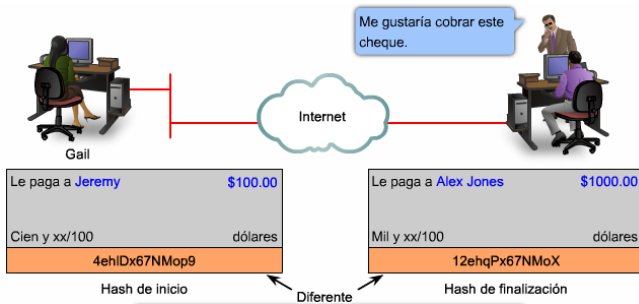 Me gustaría cobrar este
cheque.
Internet
Gail
Le paga a Jeremy $100.00
Cien y xx/100 dólares
4ehIDx67NMop9
Hash de inicio
Diferente
Le paga a Alex Jones $1000.00
Mil y xx/100 dólares
12ehqPx67NMoX
Hash de finalización